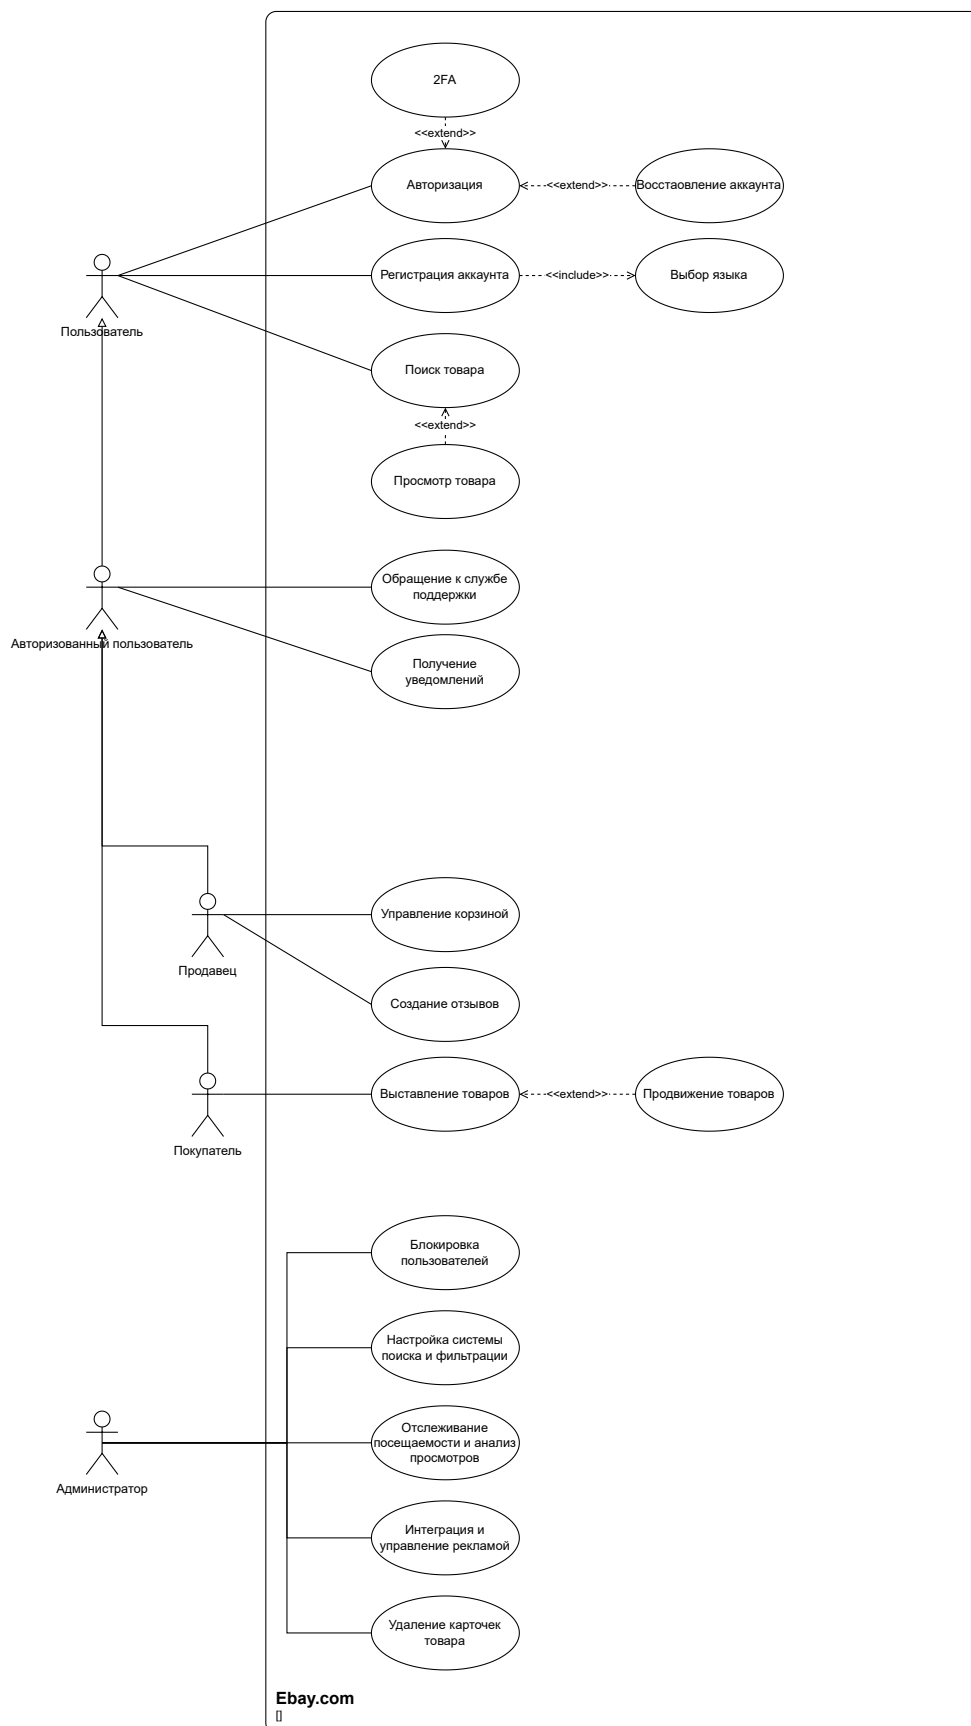 2FA
<<extend>>
Авторизация
<<extend>>
Восстаовление аккаунта
Регистрация аккаунта
<<include>>
Выбор языка
Пользователь
Поиск товара
<<extend>>
Просмотр товара
Обращение к службе
поддержки
Авторизованный пользователь
Получение
уведомлений
Управление корзиной
Продавец
Создание отзывов
Выставление товаров
<<extend>>
Продвижение товаров
Покупатель
Блокировка
пользователей
Настройка системы
поиска и фильтрации
Отслеживание
посещаемости и анализ
просмотров
Администратор
Интеграция и
управление рекламой
Удаление карточек
товара
Ebay.com
[]